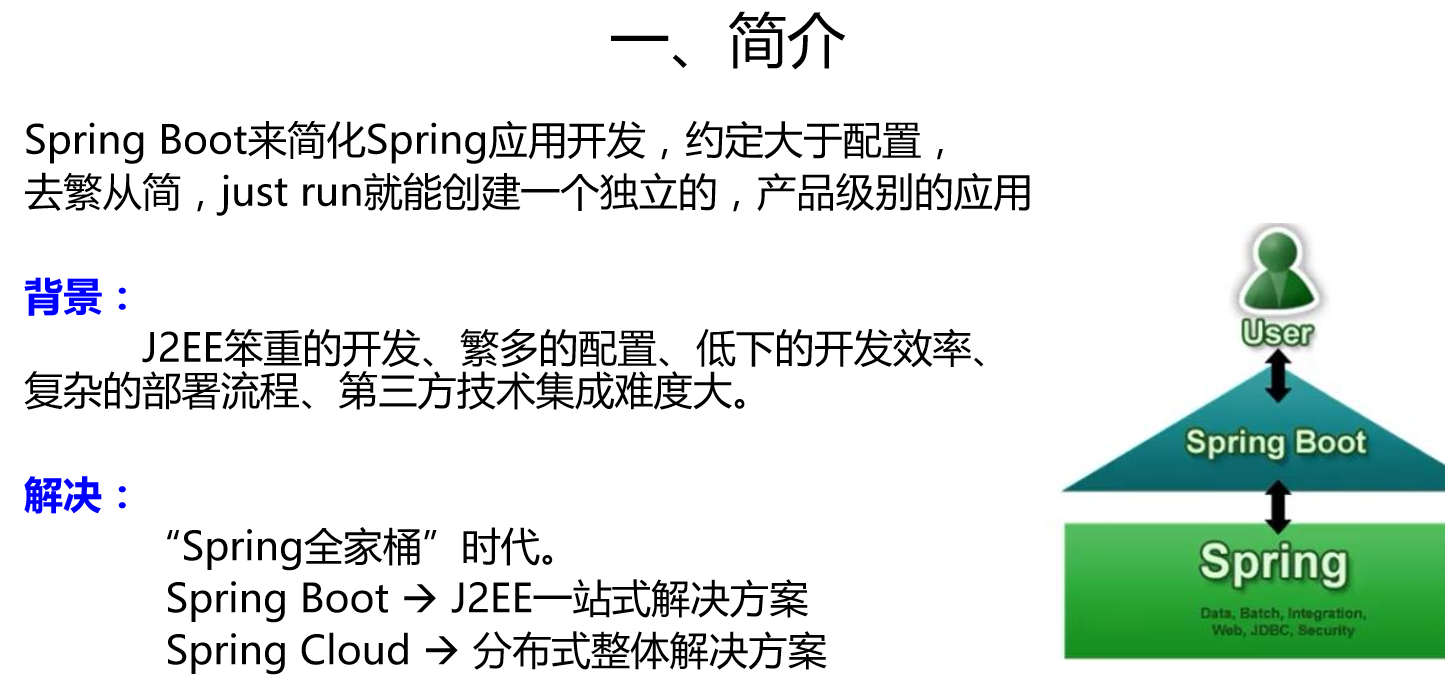 一、简介
Spring Boot来简化Spring应用开发，约定大于配置，
去繁从简，just run就能创建一个独立的，产品级别的应用
背景：
J2EE笨重的开发、繁多的配置、低下的开发效率、
复杂的部署流程、第三方技术集成难度大。
解决：
“Spring全家桶”时代。
Spring Boot → J2EE一站式解决方案
Spring Cloud → 分布式整体解决方案
User
Spring Boot
Spring
Data, Batch, Integration,
Web, JDBC, Security